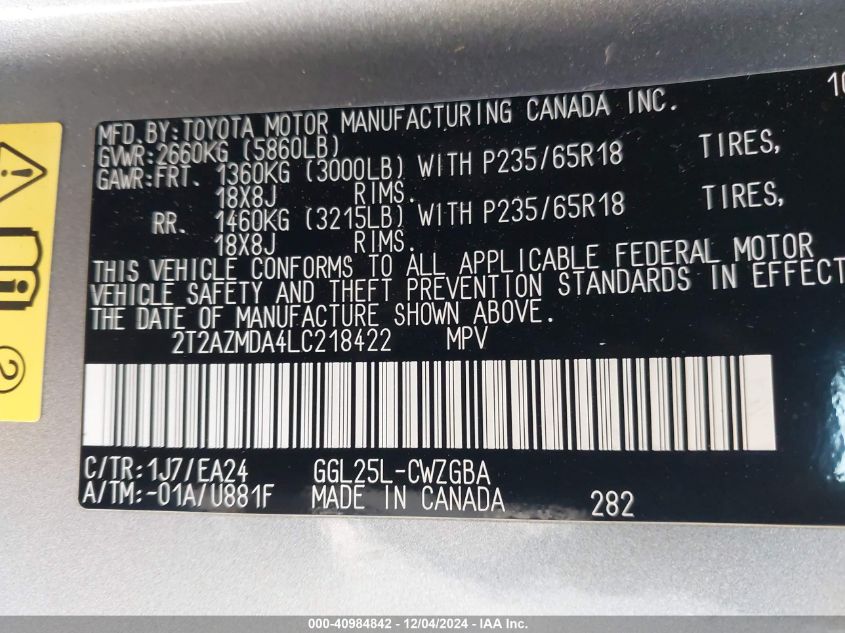 10
MFD. BY: TOYOTA MOTOR MANUFACTURING CANADA INC.
GVWR: 2660KG (5860LB)
GAWR: FRT. 1360KG (3000LB) WITH P235/65R18 TIRES,
18X8J RIMS.
RR. 1460KG (3215LB) WITH P235/65R18 TIRES,
18X8J RIMS.
THIS VEHICLE CONFORMS TO ALL APPLICABLE FEDERAL MOTOR
VEHICLE SAFETY AND THEFT PREVENTION STANDARDS IN EFFECT
THE DATE OF MANUFACTURE SHOWN ABOVE.
2T2AZMDA4LC218422 MPV
2
C/TR: 1J7/EA24 GGL25L-CWZGBA
A/TM: -01A/U881F MADE IN CANADA 282
000-40984842 - 12/04/2024 - IAA Inc.